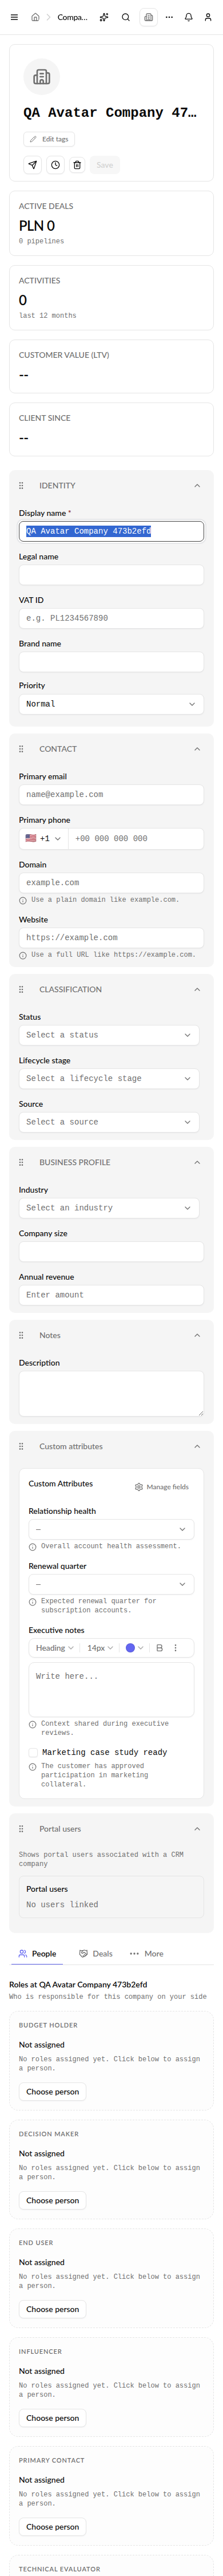 Compa...
QA Avatar Company 47...
Edit tags
Save
ACTIVE DEALS
PLN 0
0 pipelines
ACTIVITIES
0
last 12 months
CUSTOMER VALUE (LTV)
--
CLIENT SINCE
--
IDENTITY
Display name *
QA Avatar Company 473b2efd
Legal name
VAT ID
e.g. PL1234567890
Brand name
Priority
Normal
CONTACT
Primary email
name@example.com
Primary phone
+1 +00 000 000 000
Domain
example.com
Use a plain domain like example.com.
Website
https://example.com
Use a full URL like https://example.com.
CLASSIFICATION
Status
Select a status
Lifecycle stage
Select a lifecycle stage
Source
Select a source
BUSINESS PROFILE
Industry
Select an industry
Company size
Annual revenue
Enter amount
Notes
Description
Custom attributes
Custom Attributes
Manage fields
Relationship health
—
Overall account health assessment.
Renewal quarter
—
Expected renewal quarter for
subscription accounts.
Executive notes
Heading 14px B
Write here...
Context shared during executive
reviews.
Marketing case study ready
The customer has approved
participation in marketing
collateral.
Portal users
Shows portal users associated with a CRM
company
Portal users
No users linked
People Deals More
Roles at QA Avatar Company 473b2efd
Who is responsible for this company on your side
BUDGET HOLDER
Not assigned
No roles assigned yet. Click below to assign
a person.
Choose person
DECISION MAKER
Not assigned
No roles assigned yet. Click below to assign
a person.
Choose person
END USER
Not assigned
No roles assigned yet. Click below to assign
a person.
Choose person
INFLUENCER
Not assigned
No roles assigned yet. Click below to assign
a person.
Choose person
PRIMARY CONTACT
Not assigned
No roles assigned yet. Click below to assign
a person.
Choose person
TECHNICAL EVALUATOR